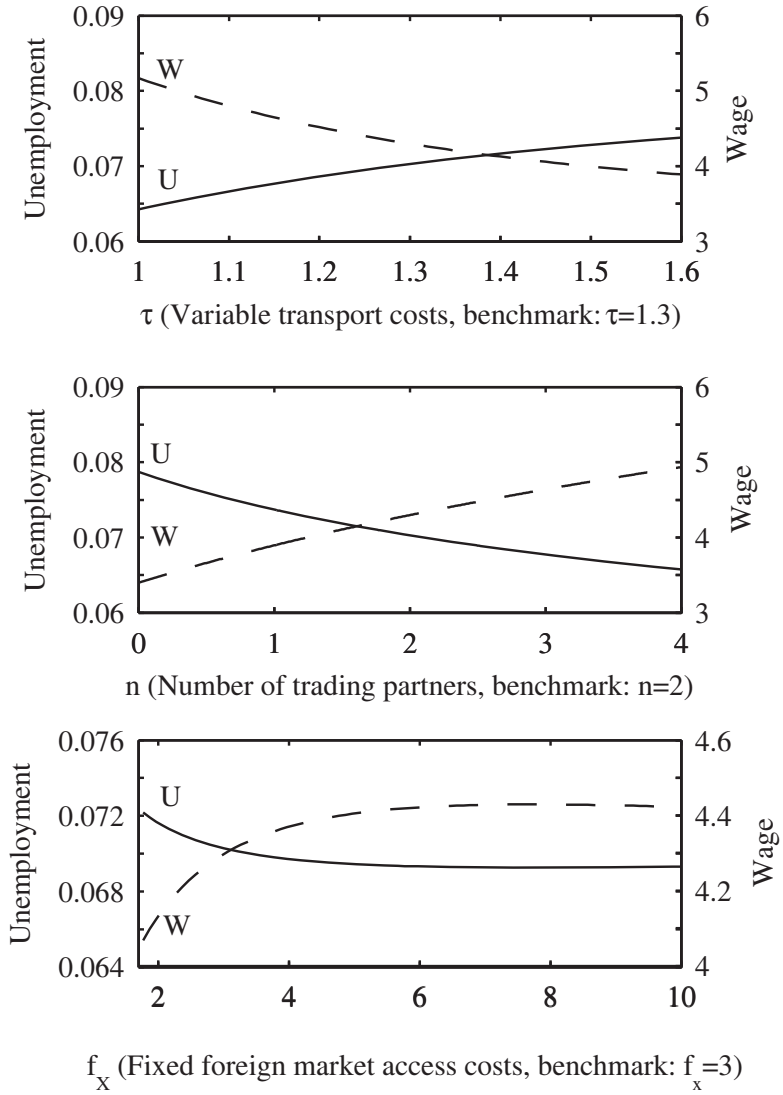 0.09 6
W
0.08 5
Unemployment
Wage
0.07 4
U
0.06 3
1 1.1 1.2 1.3 1.4 1.5 1.6
τ (Variable transport costs, benchmark: τ=1.3)
0.09 6
U
0.08 5
Unemployment
Wage
W
0.07 4
0.06 3
0 1 2 3 4
n (Number of trading partners, benchmark: n=2)
0.076 4.6
U
0.072 4.4
Unemployment
Wage
0.068 4.2
W
0.064 4
2 4 6 8 10
f_X (Fixed foreign market access costs, benchmark: f_x=3)